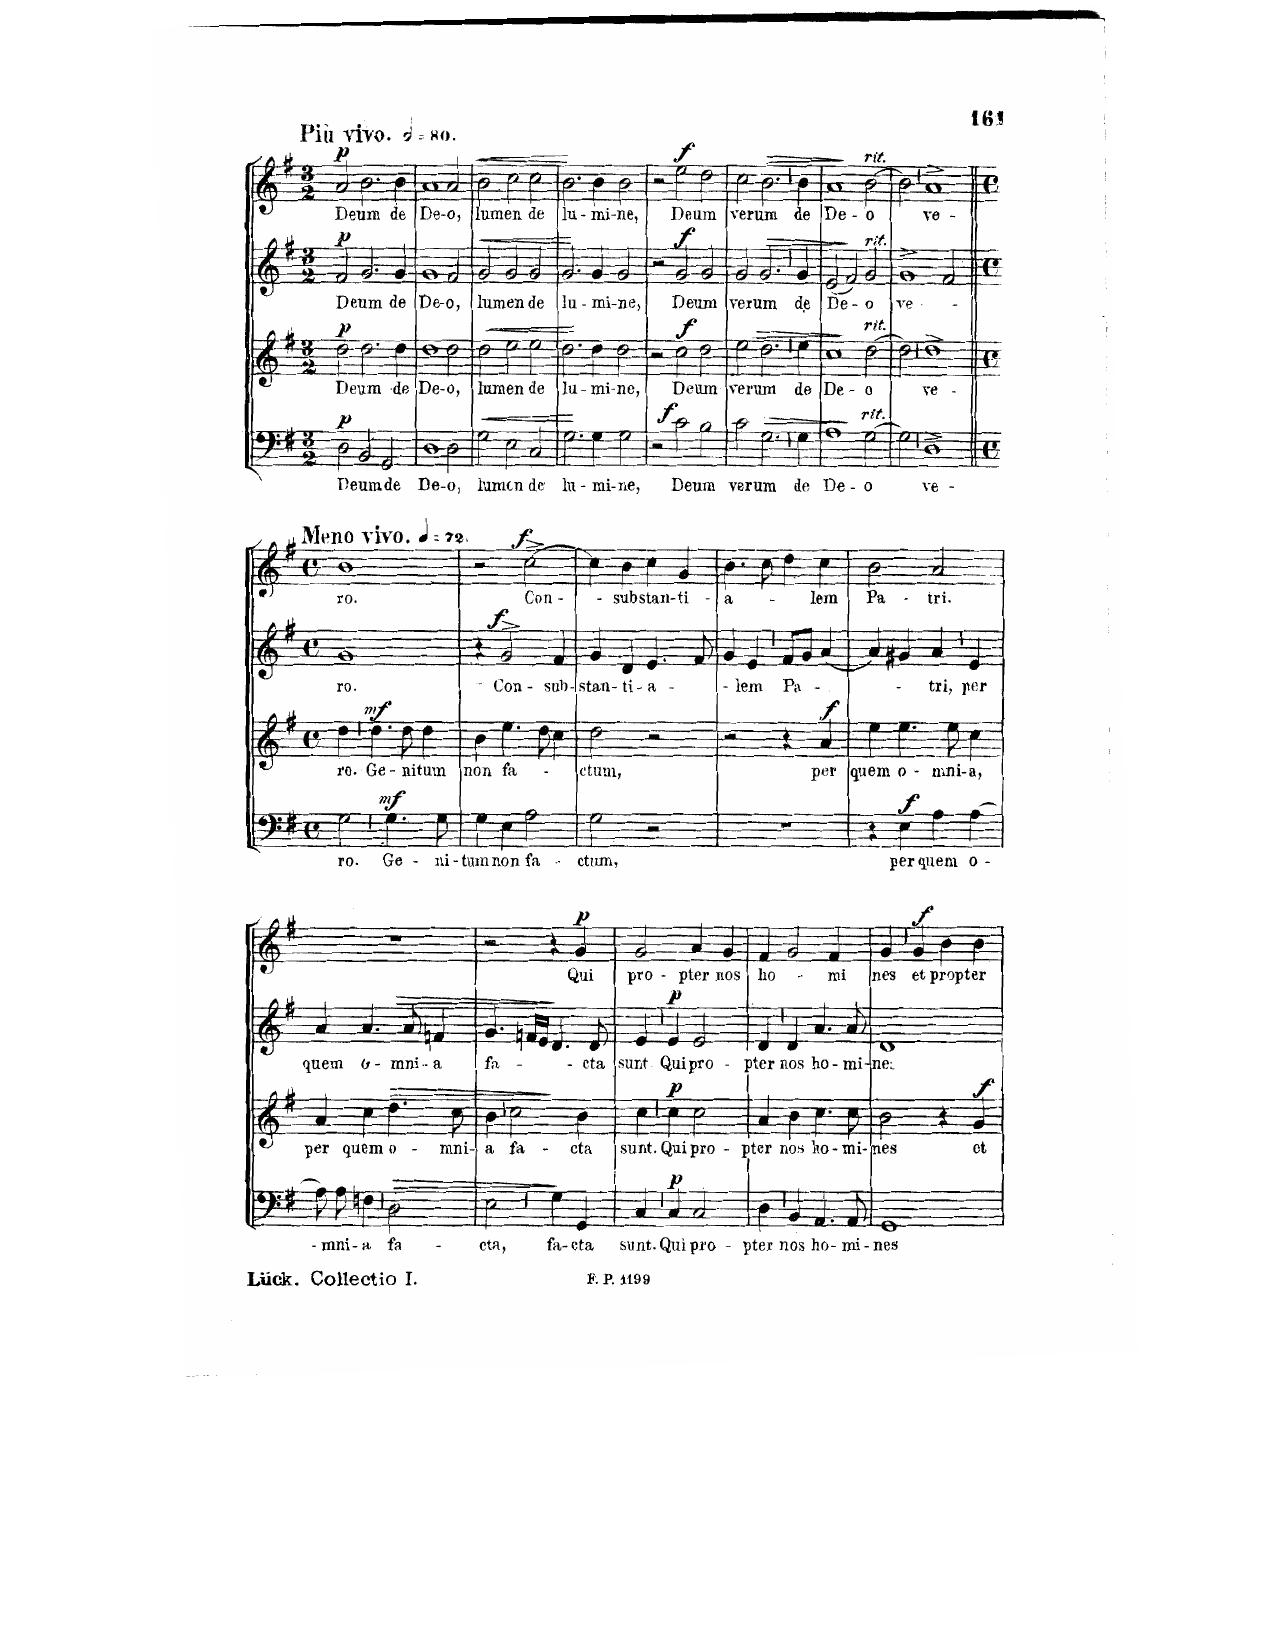 161
Più vivo. = 80.
p f rit.
Deum de De-o, lumen de lu-mi-ne, Deum verum de De-o ve-
p f rit.
Deum de De-o, lumen de lu-mi-ne, Deum verum de De-o ve-
p f rit.
Deum de De-o, lumen de lu-mi-ne, Deum verum de De-o ve-
p f rit.
Deum de De-o, lumen de lu-mi-ne, Deum verum de De-o ve-
Meno vivo. = 72.
f
ro. Con - - substan-ti - a - lem Pa - tri.
f
ro. Con - sub-stan-ti-a - - lem Pa - - tri, per
mf f
ro. Ge-nitum non fa - ctum, per quem o - mni-a,
mf f
ro. Ge - ni-tum non fa - ctum, per quem o -
p f
Qui pro - pter nos ho - mi nes et propter
p
quem o - mni-a fa - - cta sunt Qui pro - pter nos ho-mi-ne
p f
per quem o - mni-a fa - cta sunt. Qui pro - pter nos ho-mi-nes et
p
-mni-a fa - cta, fa-cta sunt. Qui pro - pter nos ho-mi-nes
Lück. Collectio I. F. P. 1199